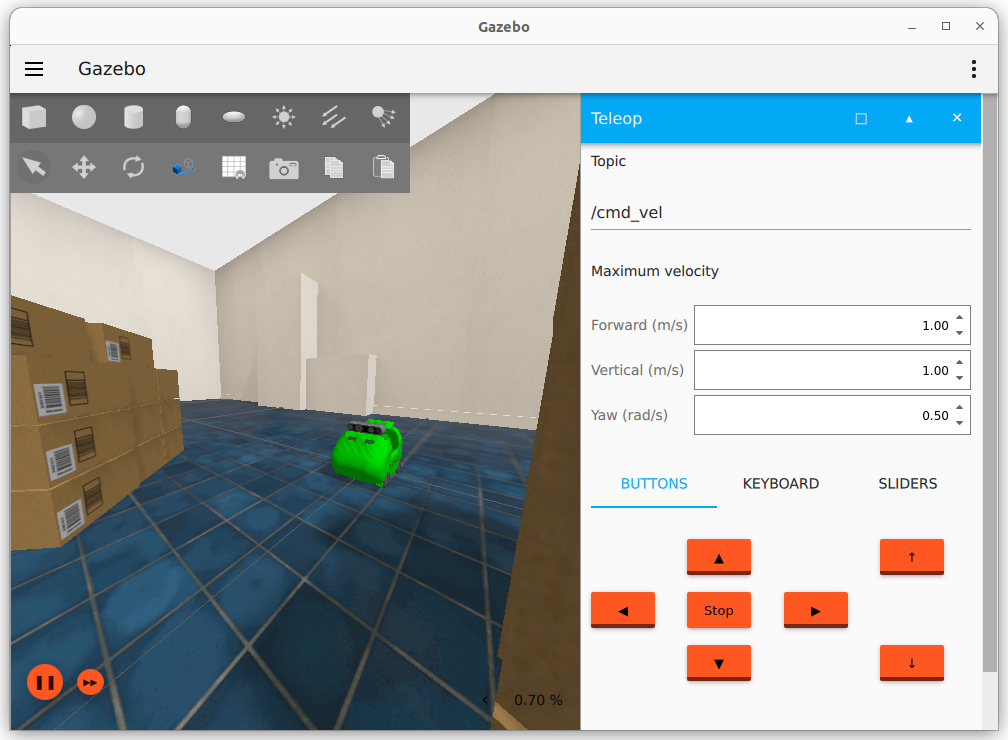 Gazebo
Gazebo
Teleop
Topic
/cmd_vel
Maximum velocity
Forward (m/s) 1.00
Vertical (m/s) 1.00
Yaw (rad/s) 0.50
BUTTONS KEYBOARD SLIDERS
Stop
0.70 %